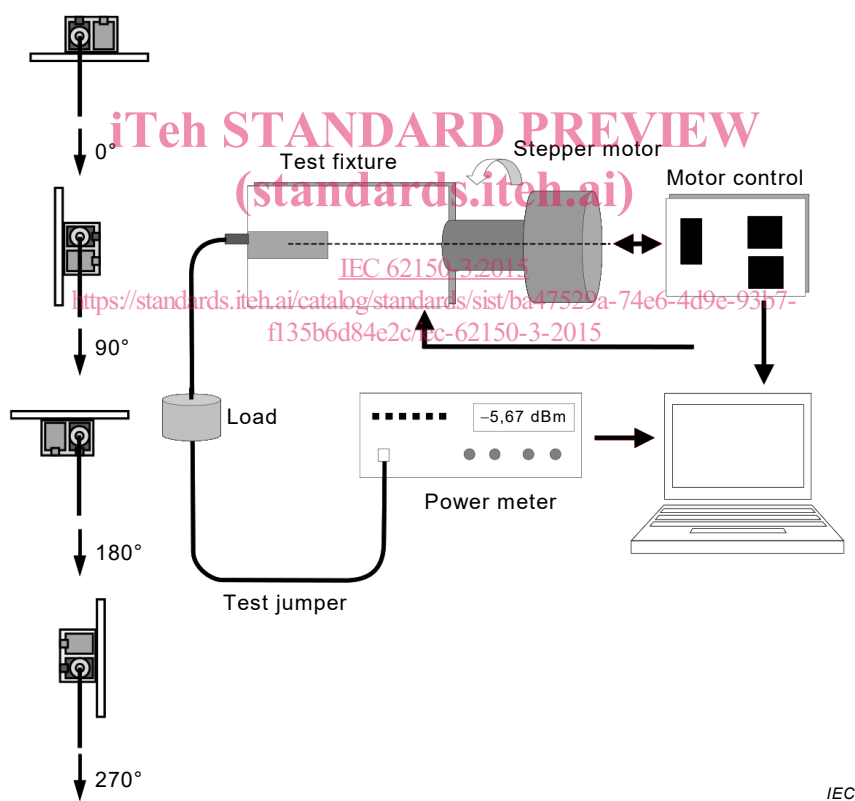 iTeh STANDARD PREVIEW
(standards.iteh.ai)
0°
Test fixture
Stepper motor
Motor control
IEC 62150-3:2015
https://standards.iteh.ai/catalog/standards/sist/ba47529a-74e6-4d9e-93b7-
f135b6d84e2c/iec-62150-3-2015
90°
Load
–5,67 dBm
Power meter
180°
Test jumper
270°
IEC